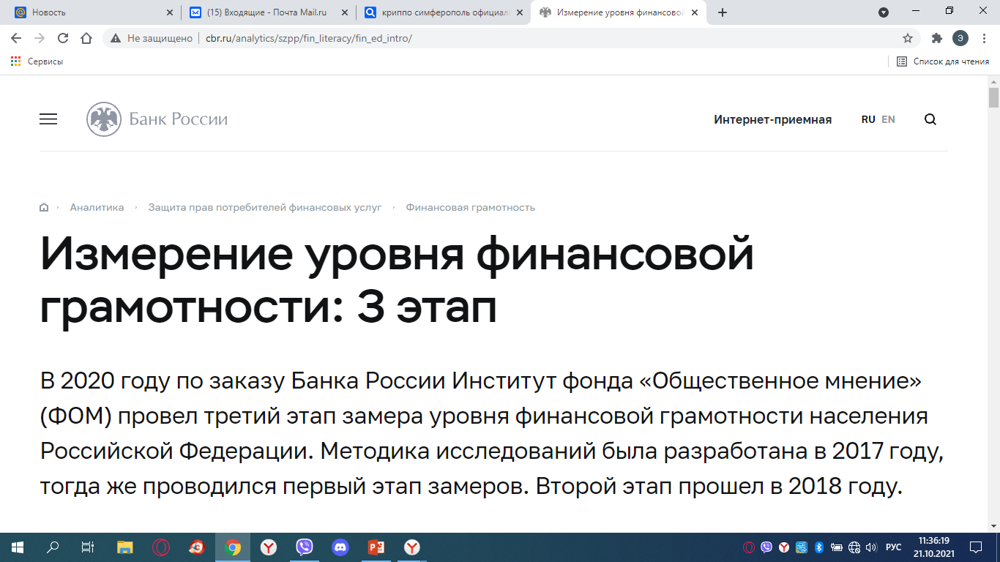 Новость
(15) Входящие - Почта Mail.ru
криппо симферополь официал
Измерение уровня финансовой
Не защищено
cbr.ru/analytics/szpp/fin_literacy/fin_ed_intro/
Э
Сервисы
Список для чтения
Банк России
Интернет-приемная
RU EN
Аналитика
Защита прав потребителей финансовых услуг
Финансовая грамотность
Измерение уровня финансовой
грамотности: 3 этап
В 2020 году по заказу Банка России Институт фонда «Общественное мнение»
(ФОМ) провел третий этап замера уровня финансовой грамотности населения
Российской Федерации. Методика исследований была разработана в 2017 году,
тогда же проводился первый этап замеров. Второй этап прошел в 2018 году.
РУС
11:36:19
21.10.2021